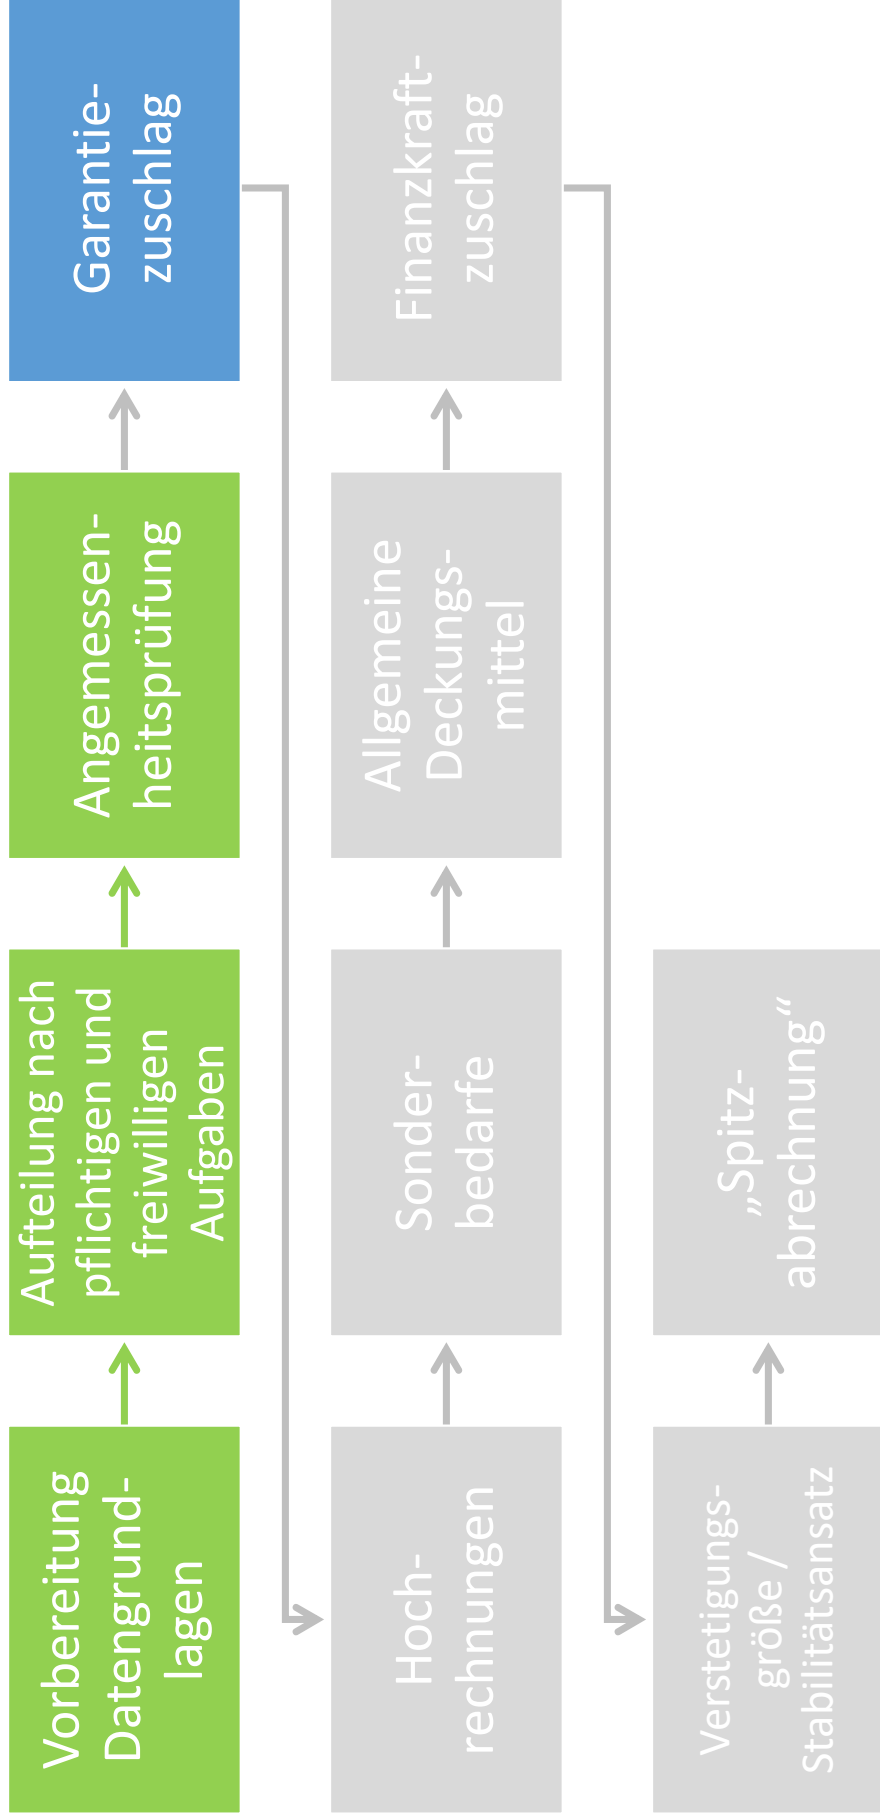 Vorbereitung
Datengrund-
lagen
Aufteilung nach
pflichtigen und
freiwilligen
Aufgaben
Angemessen-
heitsprüfung
Garantie-
zuschlag
Hoch-
rechnungen
Sonder-
bedarfe
Allgemeine
Deckungs-
mittel
Finanzkraft-
zuschlag
Verstetigungs-
größe /
Stabilitätsansatz
„Spitz-
abrechnung“